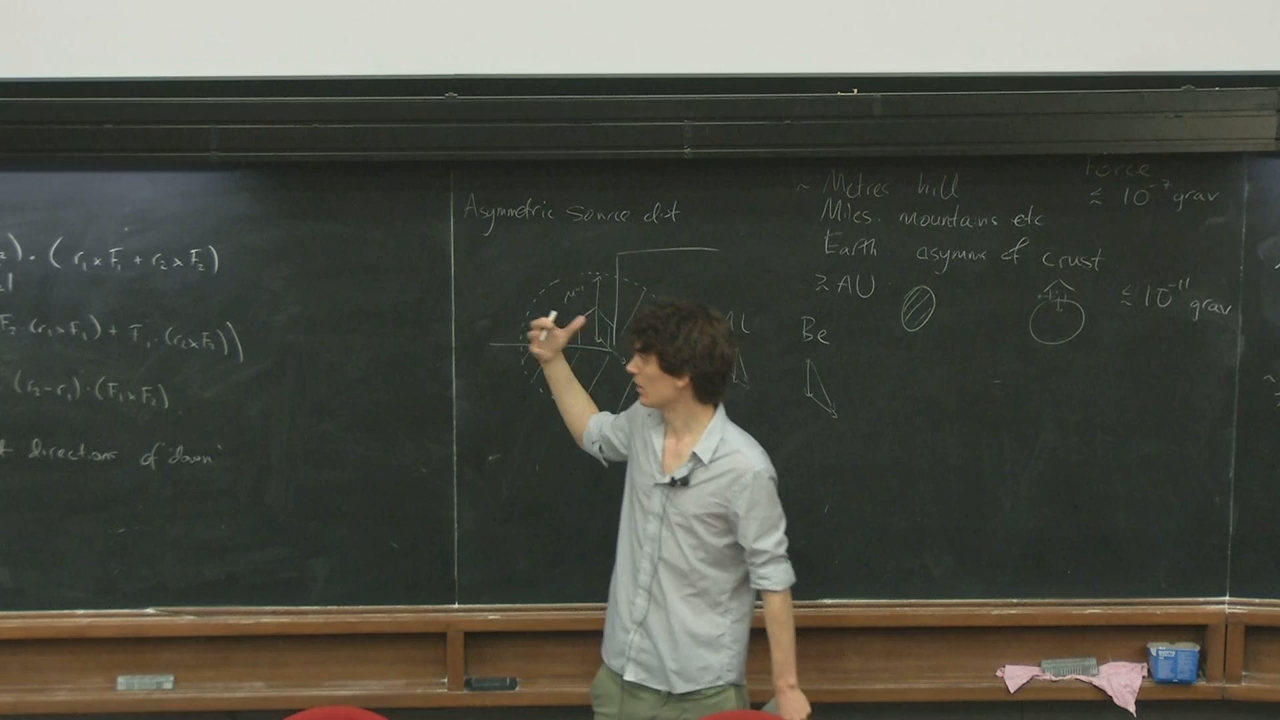 ) · ( r₁ × F₁ + r₂ × F₂ )
F₂ · (r₁ × F₁) + F₁ · (r₂ × F₂) )
(r₂ − r₁) · (F₁ × F₂)
directions of "down"
Asymmetric source dist
Be
~ Metres hill
Miles. mountains etc
Earth. asymm of crust
≳ AU
Force
≲ 10⁻⁷ grav
≲ 10⁻¹¹ grav